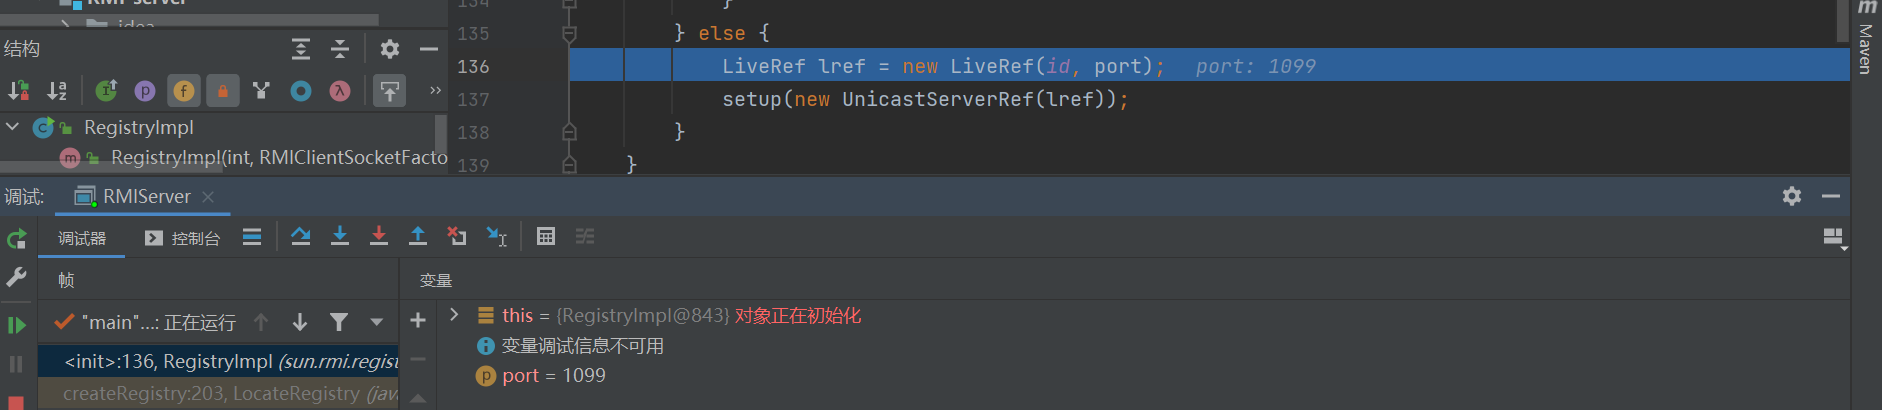 RMI server
idea
结构
RegistryImpl
RegistryImpl(int, RMIClientSocketFacto
134 }
135 } else {
136 LiveRef lref = new LiveRef(id, port); port: 1099
137 setup(new UnicastServerRef(lref));
138 }
139 }
m
Maven
调试: RMIServer
调试器 控制台
帧
变量
"main"...: 正在运行
<init>:136, RegistryImpl (sun.rmi.regist
createRegistry:203, LocateRegistry (jav
this = {RegistryImpl@843} 对象正在初始化
变量调试信息不可用
port = 1099